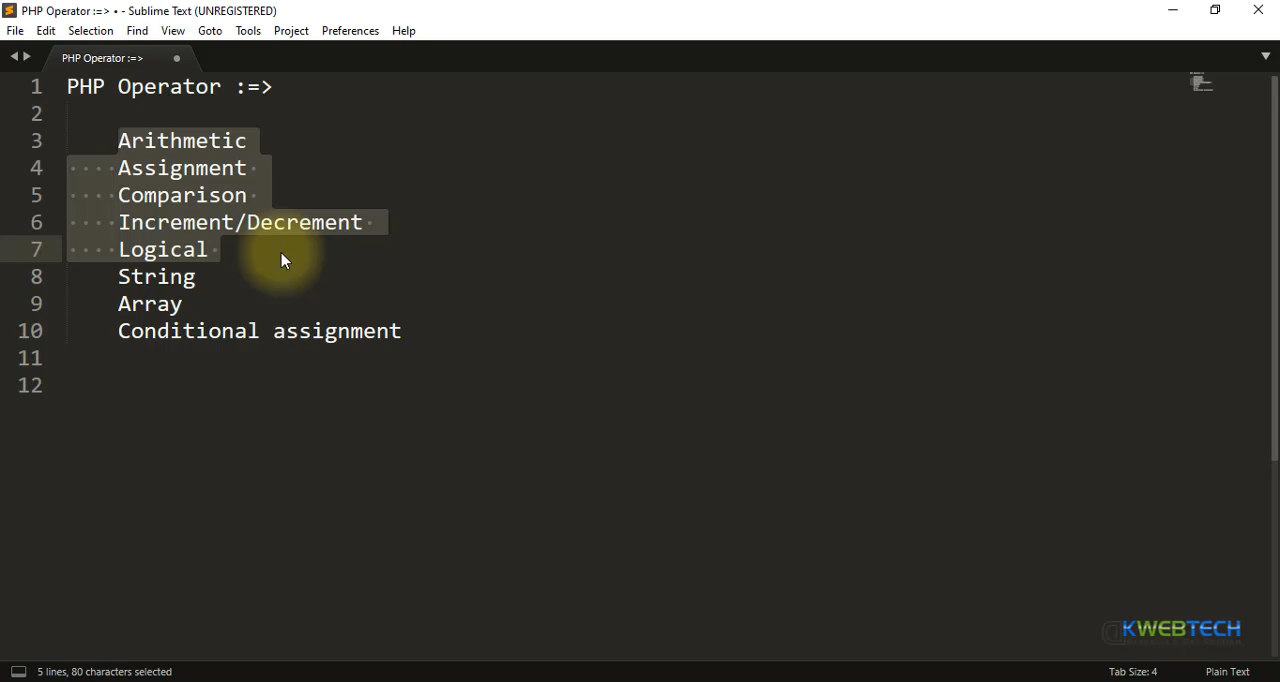 PHP Operator :=> • - Sublime Text (UNREGISTERED)
File Edit Selection Find View Goto Tools Project Preferences Help
PHP Operator :=>
1 PHP Operator :=>
2
3 Arithmetic
4 Assignment
5 Comparison
6 Increment/Decrement
7 Logical
8 String
9 Array
10 Conditional assignment
11
12
@KWEBTECH
5 lines, 80 characters selected Tab Size: 4 Plain Text